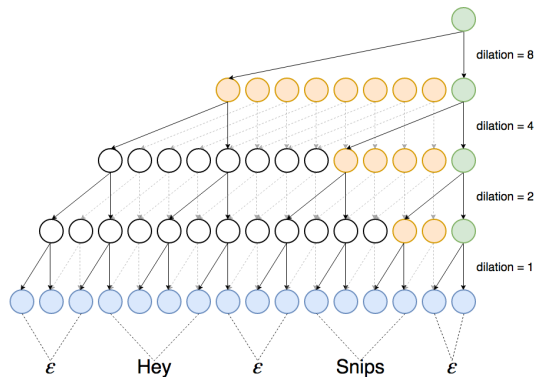 dilation = 8
dilation = 4
dilation = 2
dilation = 1
ε Hey ε Snips ε